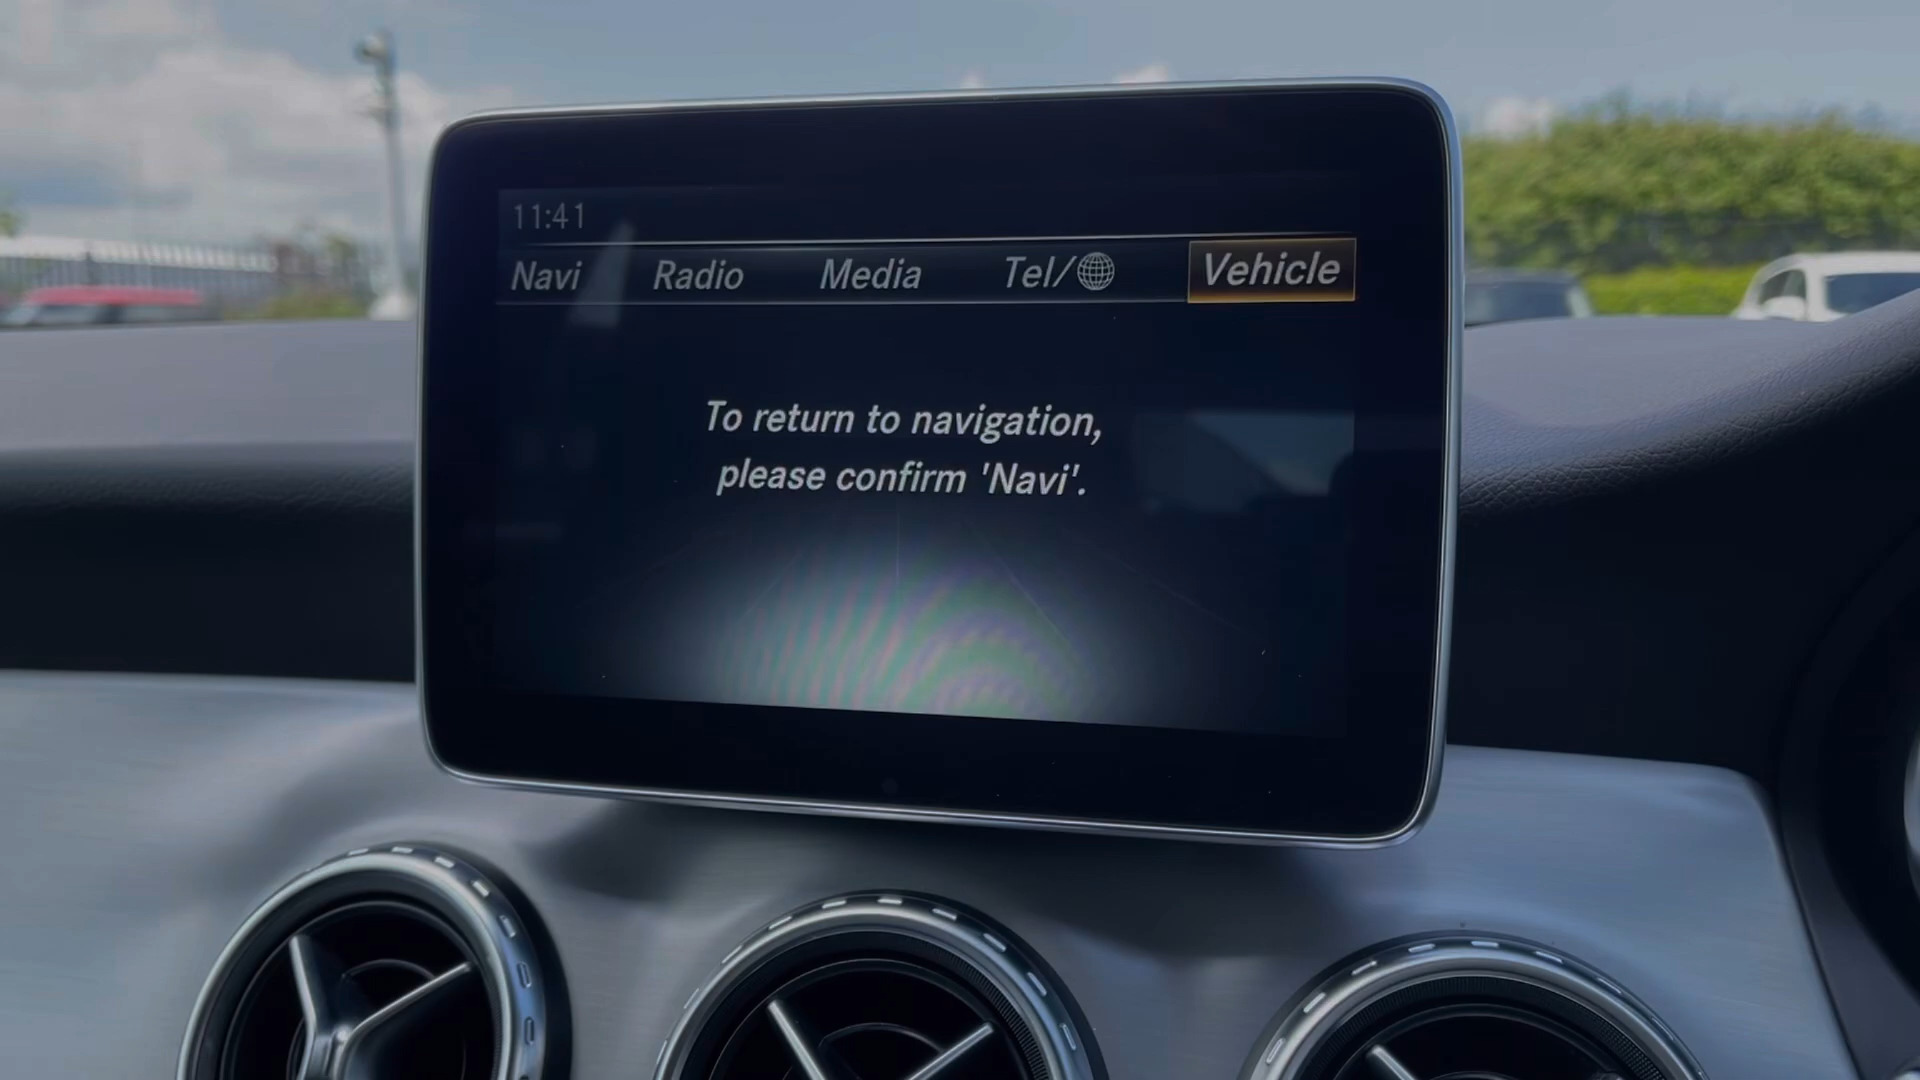 11:41
Navi Radio Media Tel/ Vehicle
To return to navigation,
please confirm 'Navi'.